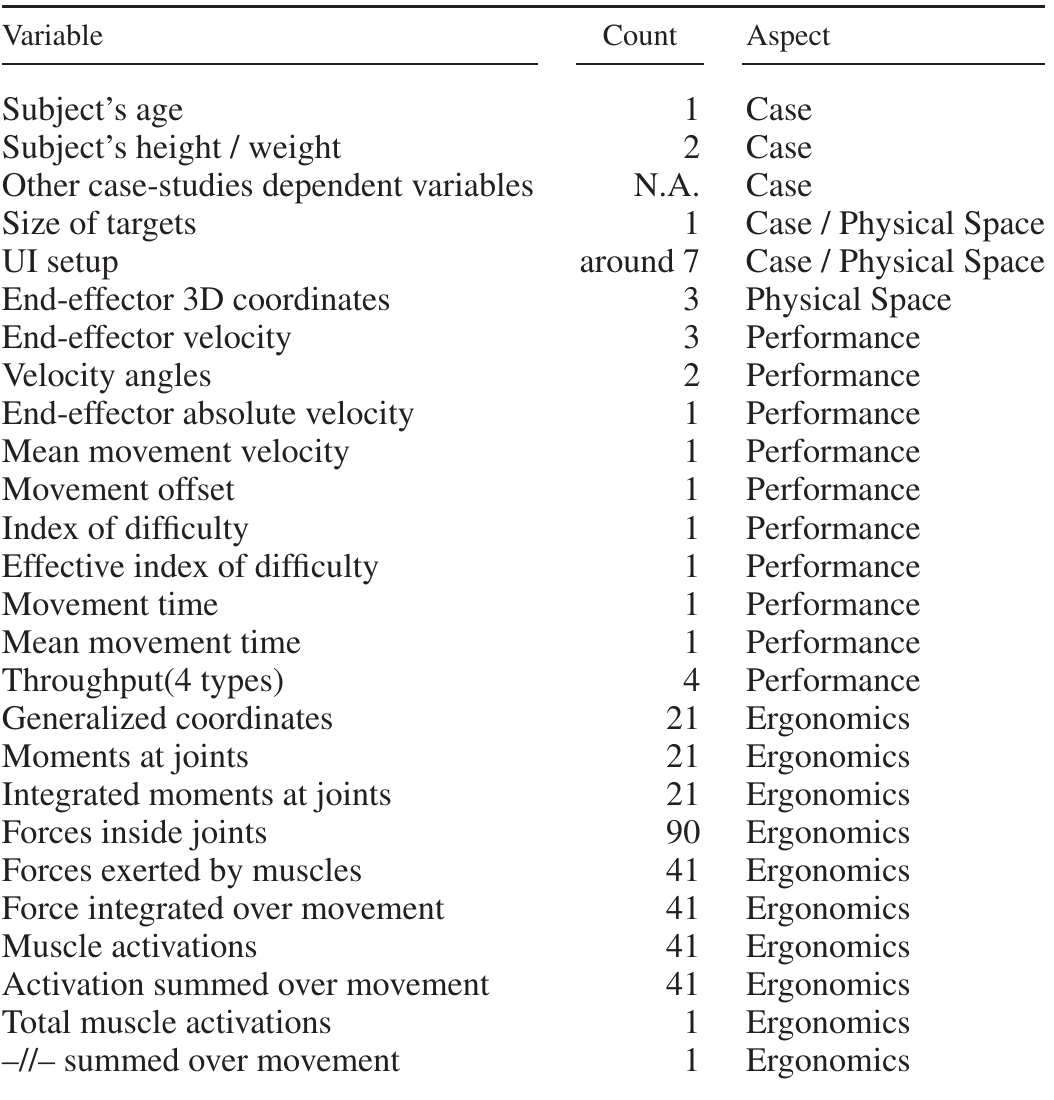 Variable Count Aspect
Subject's age 1 Case
Subject's height / weight 2 Case
Other case-studies dependent variables N.A. Case
Size of targets 1 Case / Physical Space
UI setup around 7 Case / Physical Space
End-effector 3D coordinates 3 Physical Space
End-effector velocity 3 Performance
Velocity angles 2 Performance
End-effector absolute velocity 1 Performance
Mean movement velocity 1 Performance
Movement offset 1 Performance
Index of difficulty 1 Performance
Effective index of difficulty 1 Performance
Movement time 1 Performance
Mean movement time 1 Performance
Throughput(4 types) 4 Performance
Generalized coordinates 21 Ergonomics
Moments at joints 21 Ergonomics
Integrated moments at joints 21 Ergonomics
Forces inside joints 90 Ergonomics
Forces exerted by muscles 41 Ergonomics
Force integrated over movement 41 Ergonomics
Muscle activations 41 Ergonomics
Activation summed over movement 41 Ergonomics
Total muscle activations 1 Ergonomics
–//– summed over movement 1 Ergonomics